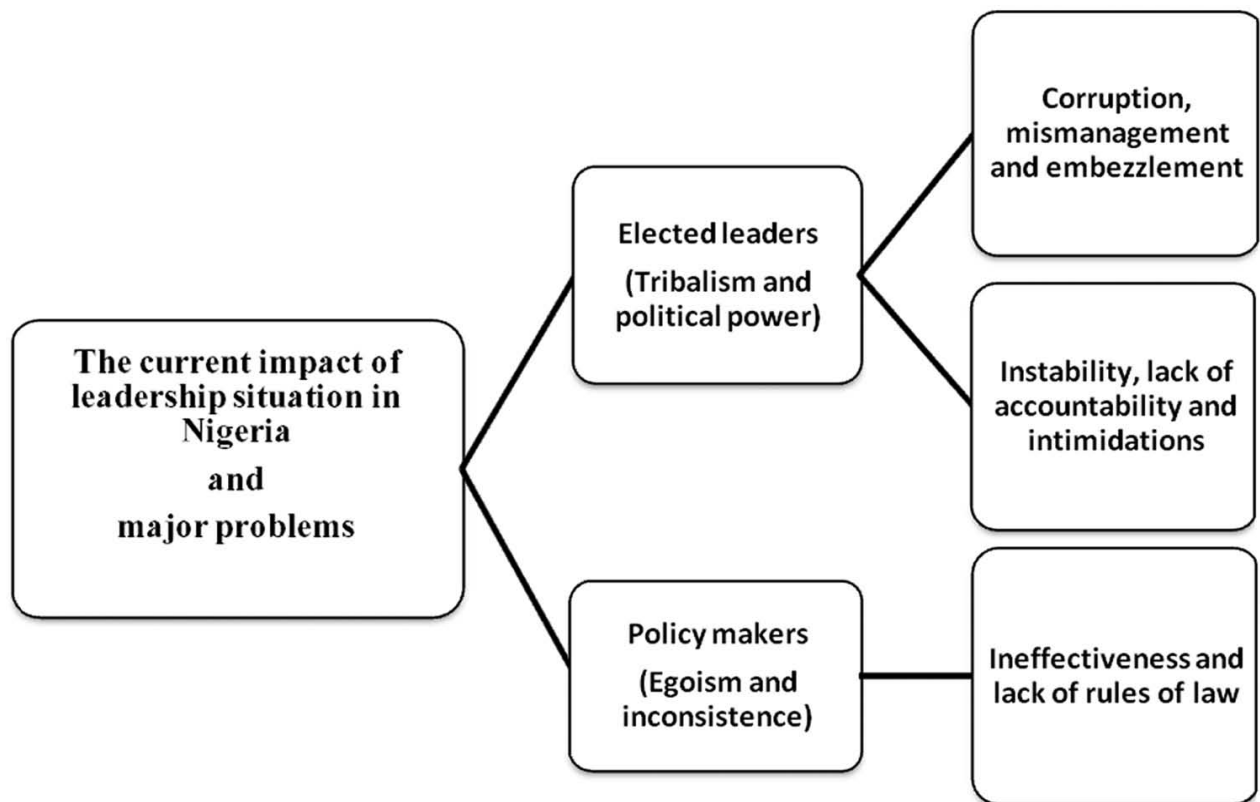 The current impact of
leadership situation in
Nigeria
and
major problems
Elected leaders
(Tribalism and
political power)
Policy makers
(Egoism and
inconsistence)
Corruption,
mismanagement
and embezzlement
Instability, lack of
accountability and
intimidations
Ineffectiveness and
lack of rules of law